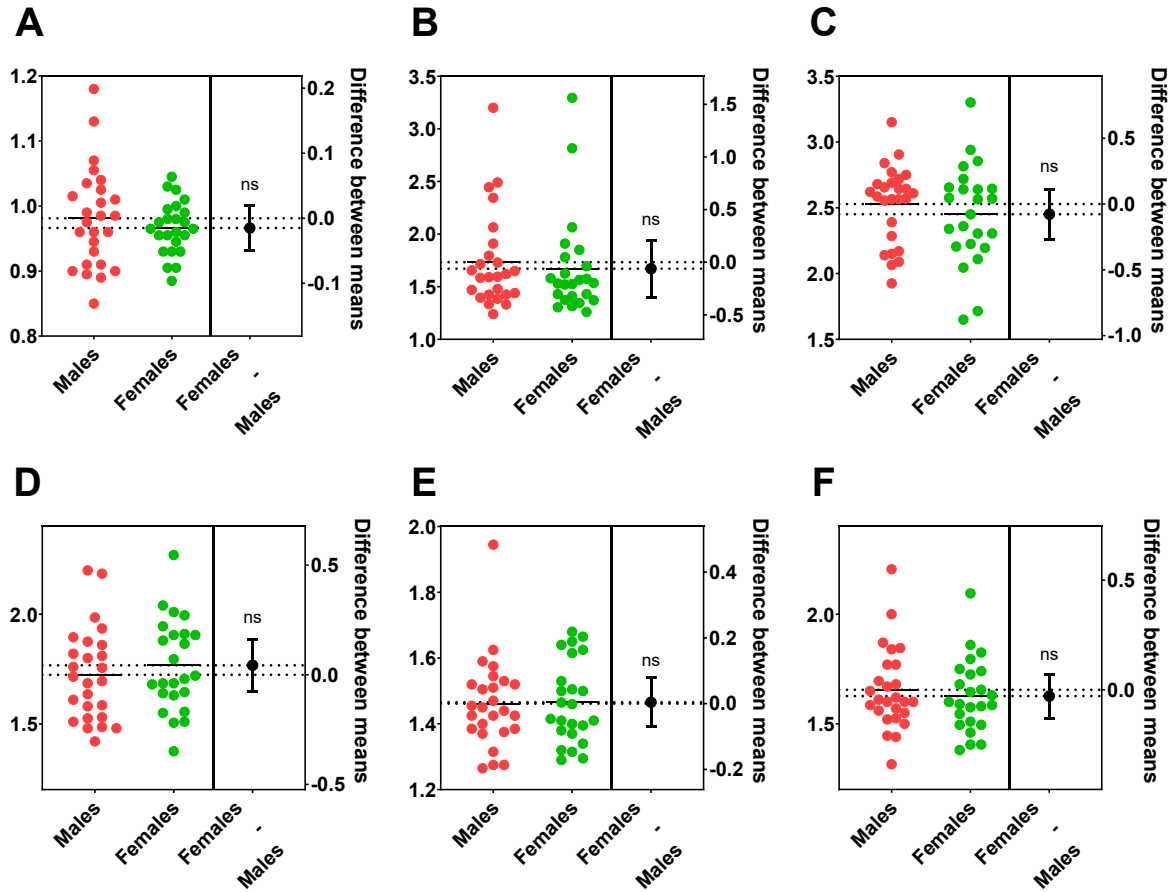 A
1.2
1.1
1.0
0.9
0.8
0.2
0.1
0.0
-0.1
ns
Difference between means
Males
Females
Females
-
Males
B
3.5
3.0
2.5
2.0
1.5
1.0
1.5
1.0
0.5
0.0
-0.5
ns
Difference between means
Males
Females
Females
-
Males
C
3.5
3.0
2.5
2.0
1.5
0.5
0.0
-0.5
-1.0
ns
Difference between means
Males
Females
Females
-
Males
D
2.0
1.5
0.5
0.0
-0.5
ns
Difference between means
Males
Females
Females
-
Males
E
2.0
1.8
1.6
1.4
1.2
0.4
0.2
0.0
-0.2
ns
Difference between means
Males
Females
Females
-
Males
F
2.0
1.5
0.5
0.0
ns
Difference between means
Males
Females
Females
-
Males